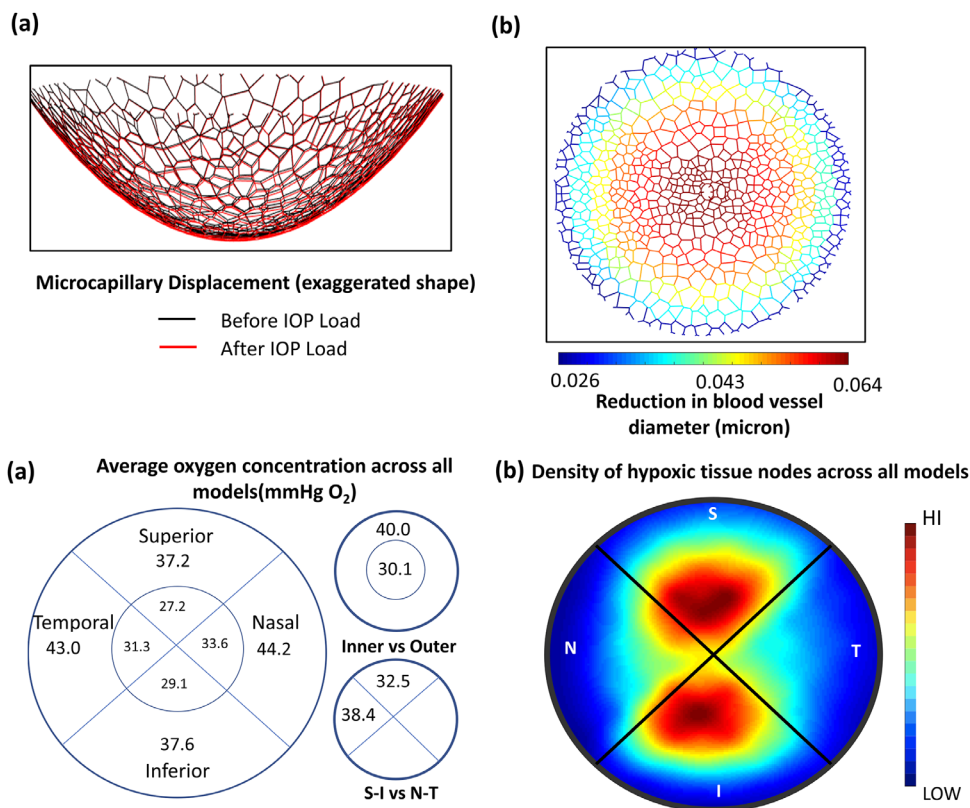 (a)
Microcapillary Displacement (exaggerated shape)
Before IOP Load
After IOP Load
(b)
0.026 0.043 0.064
Reduction in blood vessel
diameter (micron)
(a)
Average oxygen concentration across all
models(mmHg O₂)
Superior
37.2
27.2
Temporal
43.0
31.3
33.6
Nasal
44.2
29.1
37.6
Inferior
40.0
30.1
Inner vs Outer
32.5
38.4
S-I vs N-T
(b) Density of hypoxic tissue nodes across all models
S
N
T
I
HI
LOW